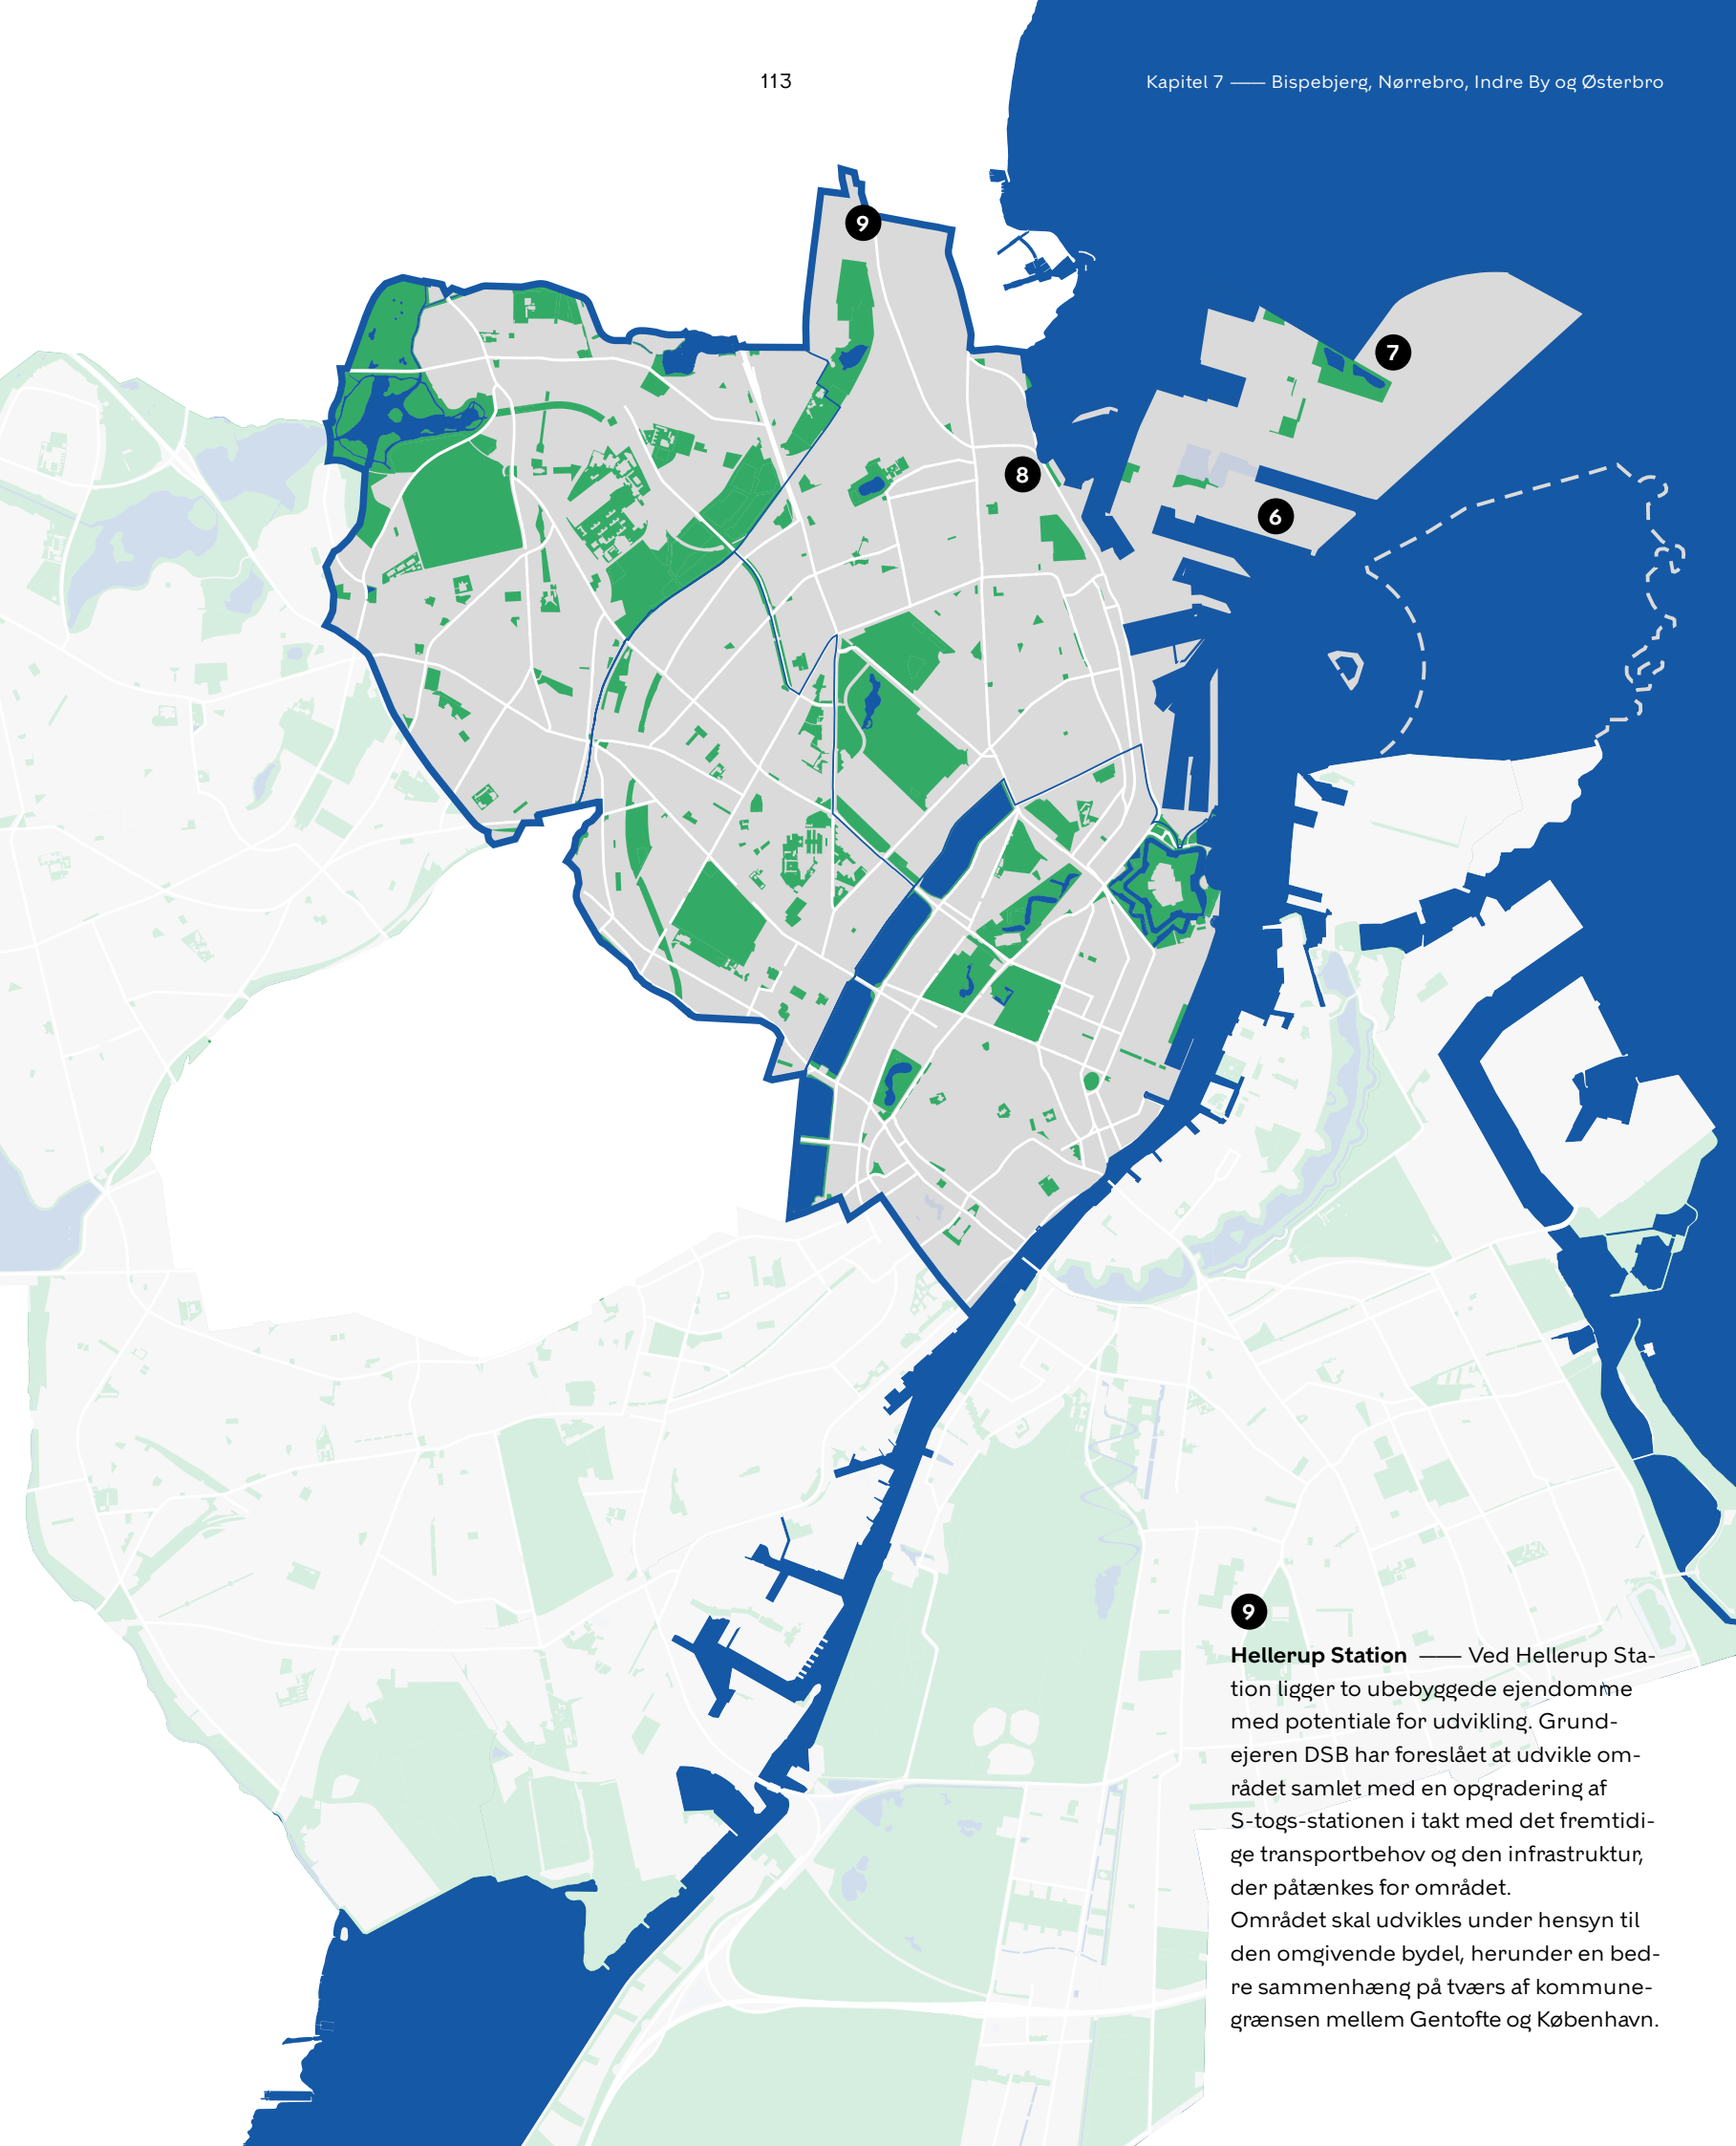 113
Kapitel 7 —— Bispebjerg, Nørrebro, Indre By og Østerbro
9
7
8
6
9
Hellerup Station —— Ved Hellerup Sta-
tion ligger to ubebyggede ejendomme
med potentiale for udvikling. Grund-
ejeren DSB har foreslået at udvikle om-
rådet samlet med en opgradering af
S-togs-stationen i takt med det fremtidi-
ge transportbehov og den infrastruktur,
der påtænkes for området.
Området skal udvikles under hensyn til
den omgivende bydel, herunder en bed-
re sammenhæng på tværs af kommune-
grænsen mellem Gentofte og København.